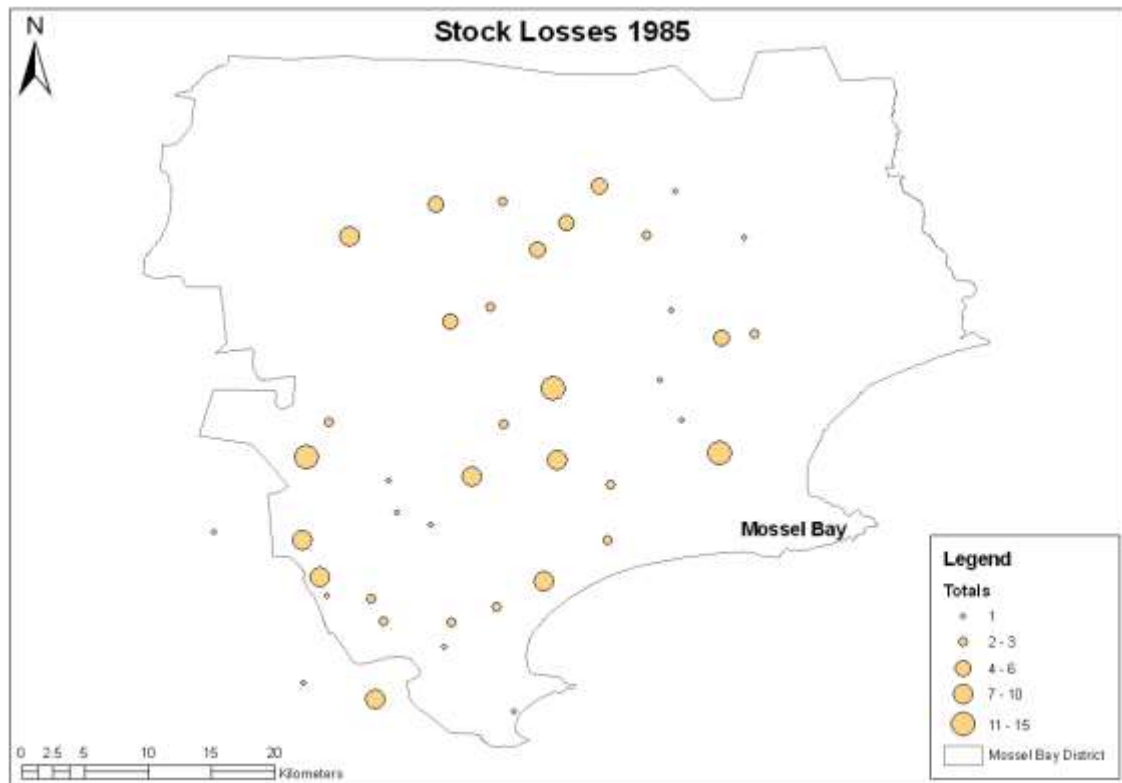 Stock Losses 1985
N
Mossel Bay
Legend
Totals
1
2 - 3
4 - 6
7 - 10
11 - 15
Mossel Bay District
0 2.5 5 10 15 20
Kilometers